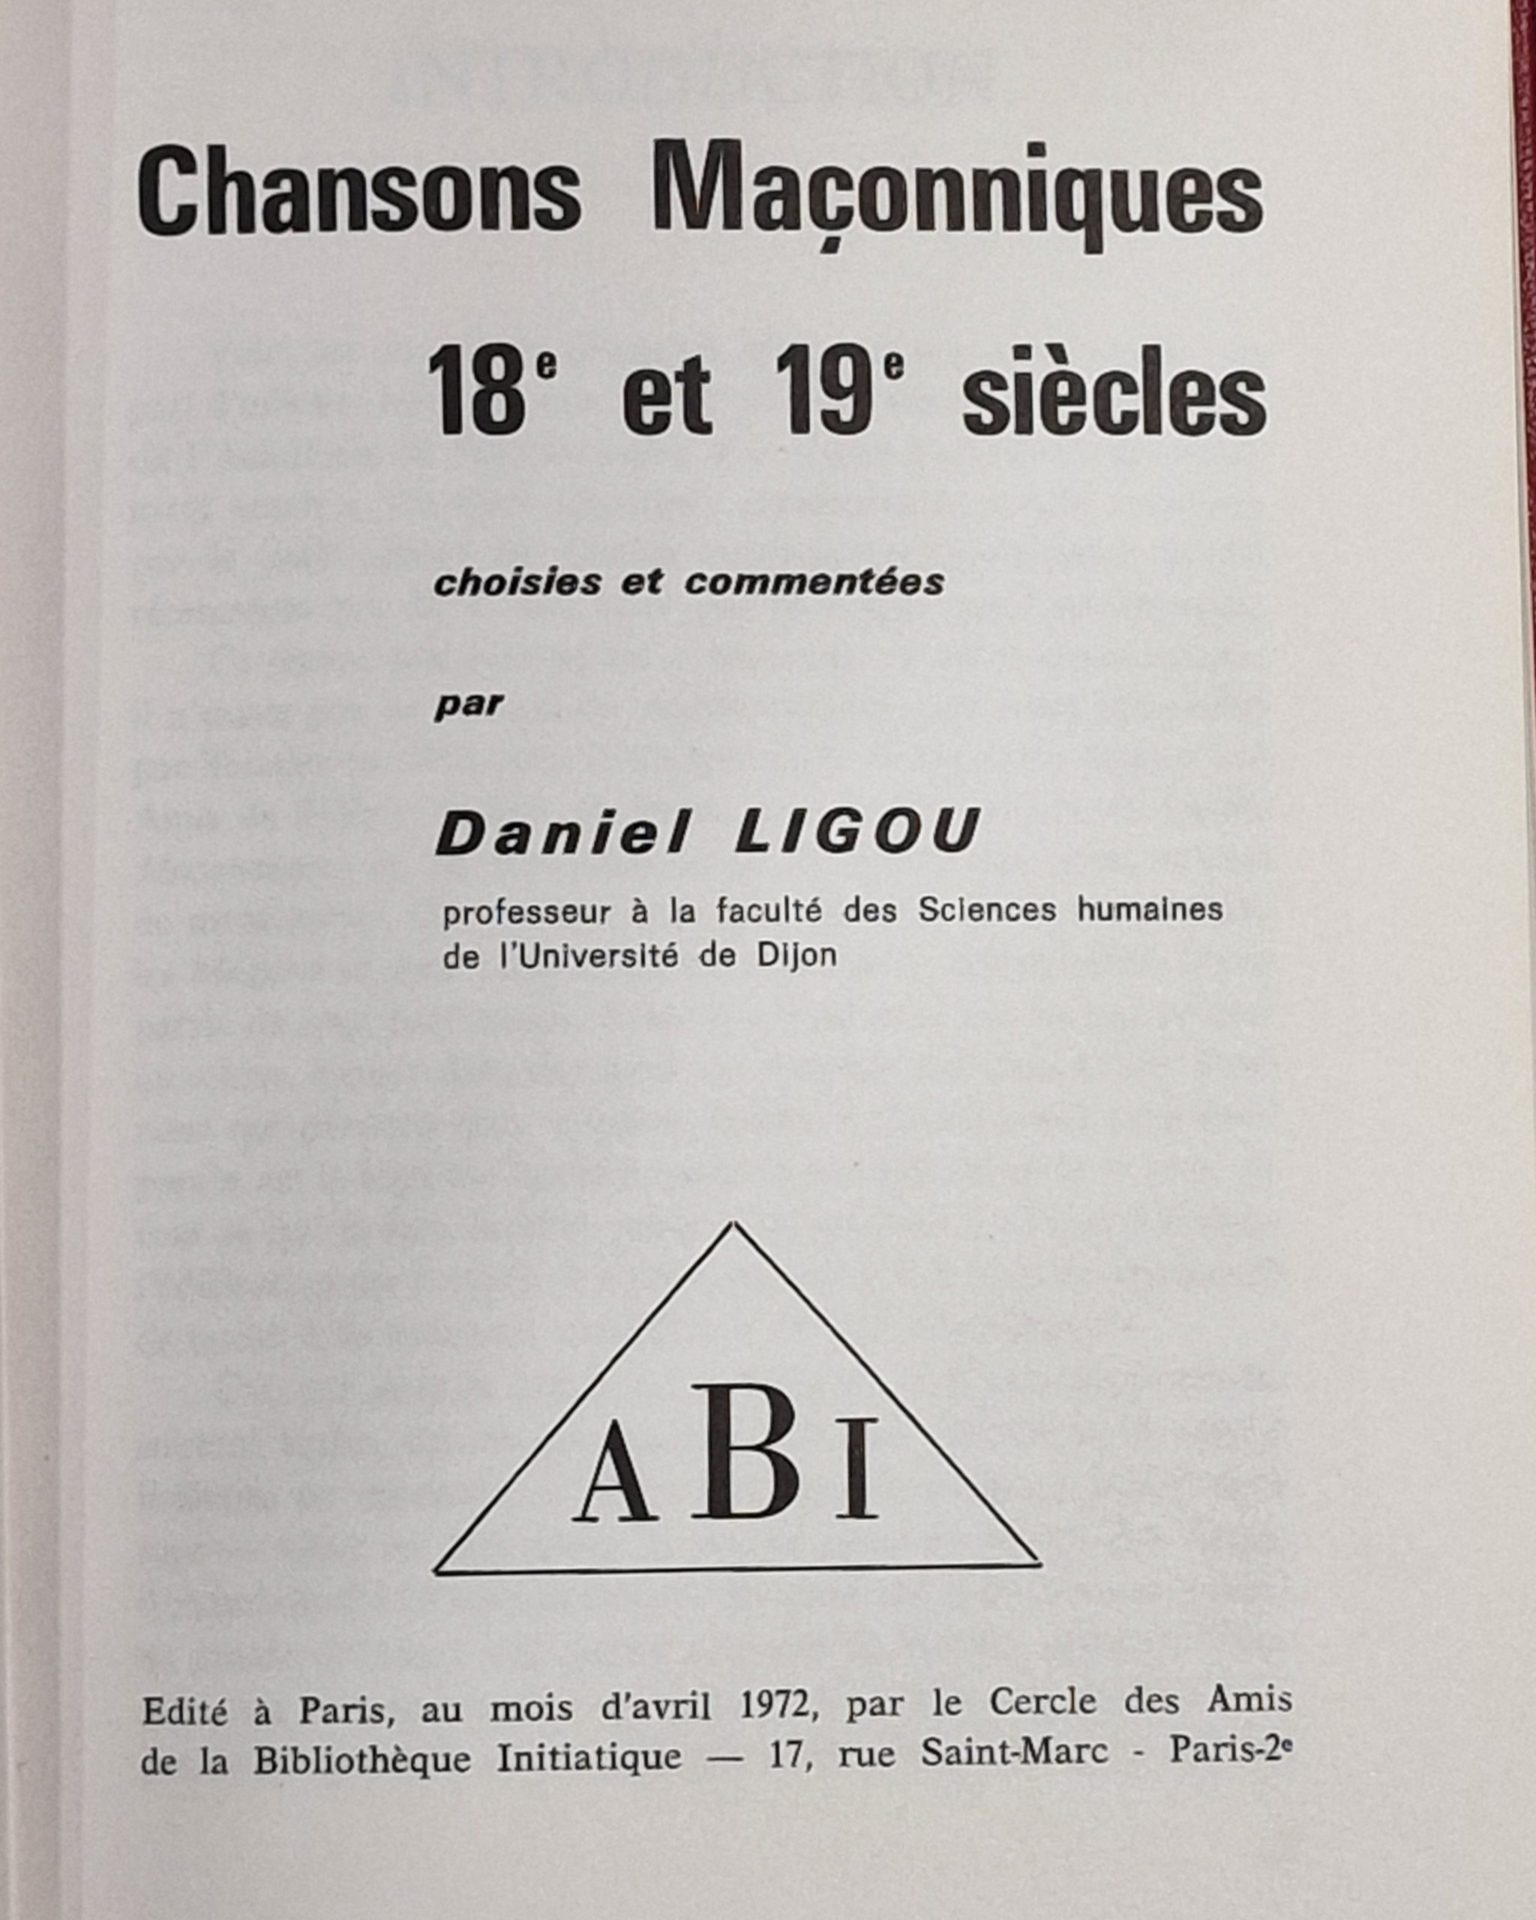 Chansons Maçonniques
18e et 19e siècles
choisies et commentées
par
Daniel LIGOU
professeur à la faculté des Sciences humaines
de l'Université de Dijon
A B I
Edité à Paris, au mois d'avril 1972, par le Cercle des Amis
de la Bibliothèque Initiatique — 17, rue Saint-Marc - Paris-2e